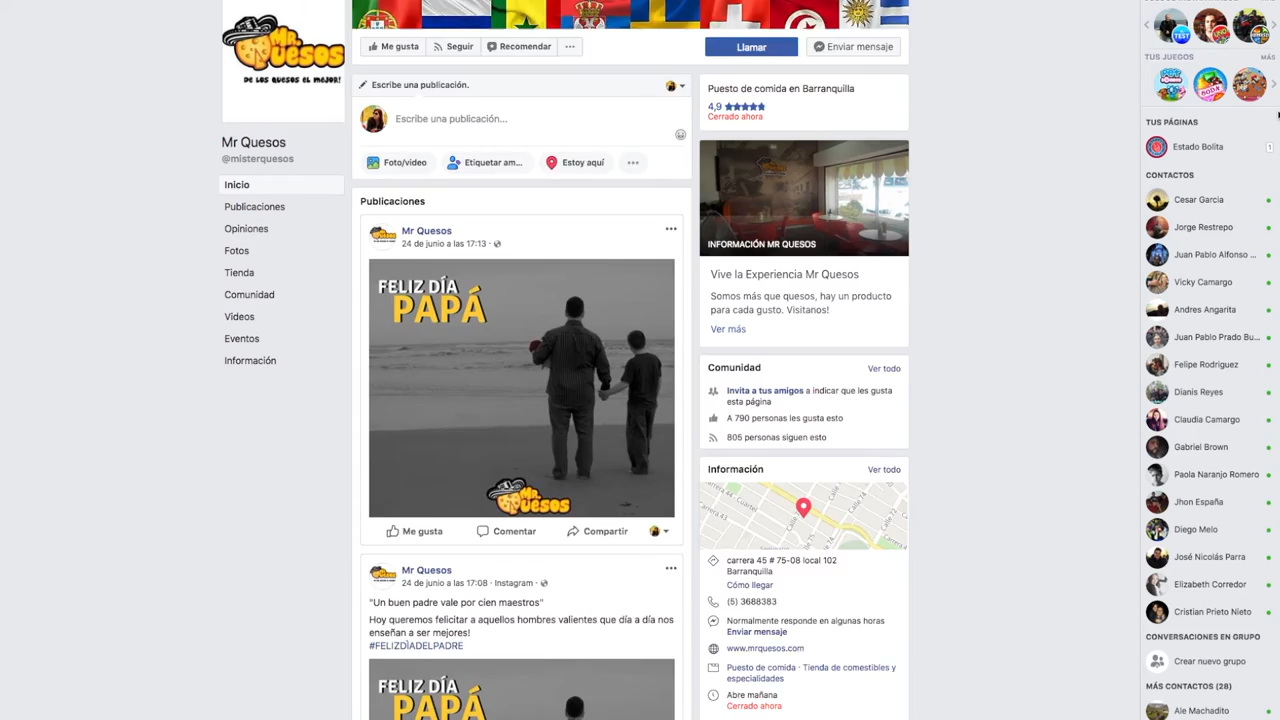 Mr.
Quesos
DE LOS QUESOS EL MEJOR!
Mr Quesos
@misterquesos
Inicio
Publicaciones
Opiniones
Fotos
Tienda
Comunidad
Videos
Eventos
Información
Me gusta
Seguir
Recomendar
Llamar
Enviar mensaje
Escribe una publicación.
Escribe una publicación...
Foto/video
Etiquetar am...
Estoy aquí
Publicaciones
Mr Quesos
24 de junio a las 17:13 ·
FELIZ DÍA
PAPÁ
Mr.
Quesos
Me gusta
Comentar
Compartir
Mr Quesos
24 de junio a las 17:08 · Instagram ·
"Un buen padre vale por cien maestros"
Hoy queremos felicitar a aquellos hombres valientes que día a día nos
enseñan a ser mejores!
#FELIZDÌADELPADRE
FELIZ DÍA
PAPÁ
Puesto de comida en Barranquilla
4,9 ★★★★★
Cerrado ahora
INFORMACIÓN MR QUESOS
Vive la Experiencia Mr Quesos
Somos más que quesos, hay un producto
para cada gusto. Visitanos!
Ver más
Comunidad
Ver todo
Invita a tus amigos a indicar que les gusta
esta página
A 790 personas les gusta esto
805 personas siguen esto
Información
Ver todo
carrera 45 # 75-08 local 102
Barranquilla
Cómo llegar
(5) 3688383
Normalmente responde en algunas horas
Enviar mensaje
www.mrquesos.com
Puesto de comida · Tienda de comestibles y
especialidades
Abre mañana
Cerrado ahora
TEST
TUS JUEGOS
MÁS
TUS PÁGINAS
Estado Bolita
1
CONTACTOS
Cesar Garcia
Jorge Restrepo
Juan Pablo Alfonso ...
Vicky Camargo
Andres Angarita
Juan Pablo Prado Bu...
Felipe Rodriguez
Dianis Reyes
Claudia Camargo
Gabriel Brown
Paola Naranjo Romero
Jhon España
Diego Melo
José Nicolás Parra
Elizabeth Corredor
Cristian Prieto Nieto
CONVERSACIONES EN GRUPO
Crear nuevo grupo
MÁS CONTACTOS (28)
Ale Machadito